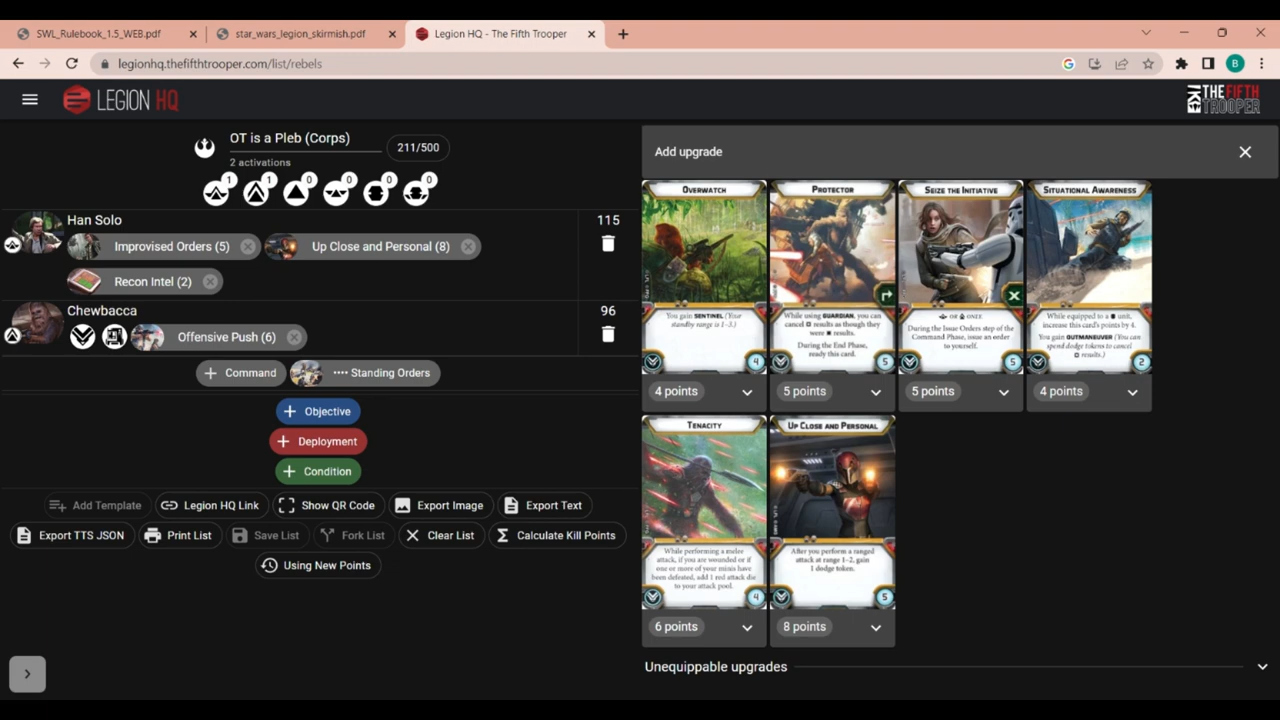 SWL_Rulebook_1.5_WEB.pdf
star_wars_legion_skirmish.pdf
Legion HQ - The Fifth Trooper
legionhq.thefifthtrooper.com/list/rebels
B
LEGION HQ
THE FIFTH TROOPER
OT is a Pleb (Corps)
211/500
2 activations
1 1 0 0 0 0
Han Solo
115
Improvised Orders (5)
Up Close and Personal (8)
Recon Intel (2)
Chewbacca
96
Offensive Push (6)
Command
•••• Standing Orders
Objective
Deployment
Condition
Add Template
Legion HQ Link
Show QR Code
Export Image
Export Text
Export TTS JSON
Print List
Save List
Fork List
Clear List
Calculate Kill Points
Using New Points
Add upgrade
OVERWATCH
You gain SENTINEL (Your
standby range is 1-3.)
4
4 points
PROTECTOR
While using GUARDIAN, you can
cancel results as though they
were results.
During the End Phase,
ready this card.
5
5 points
SEIZE THE INITIATIVE
OR ONLY
During the Issue Orders step of the
Command Phase, issue an order
to yourself.
5
5 points
SITUATIONAL AWARENESS
While equipped to a unit,
increase this card's points by 4.
You gain OUTMANEUVER (You can
spend dodge tokens to cancel
results.)
2
4 points
TENACITY
While performing a melee
attack, if you are wounded or if
one or more of your minis have
been defeated, add 1 red attack die
to your attack pool.
4
6 points
UP CLOSE AND PERSONAL
After you perform a ranged
attack at range 1-2, gain
1 dodge token.
5
8 points
Unequippable upgrades